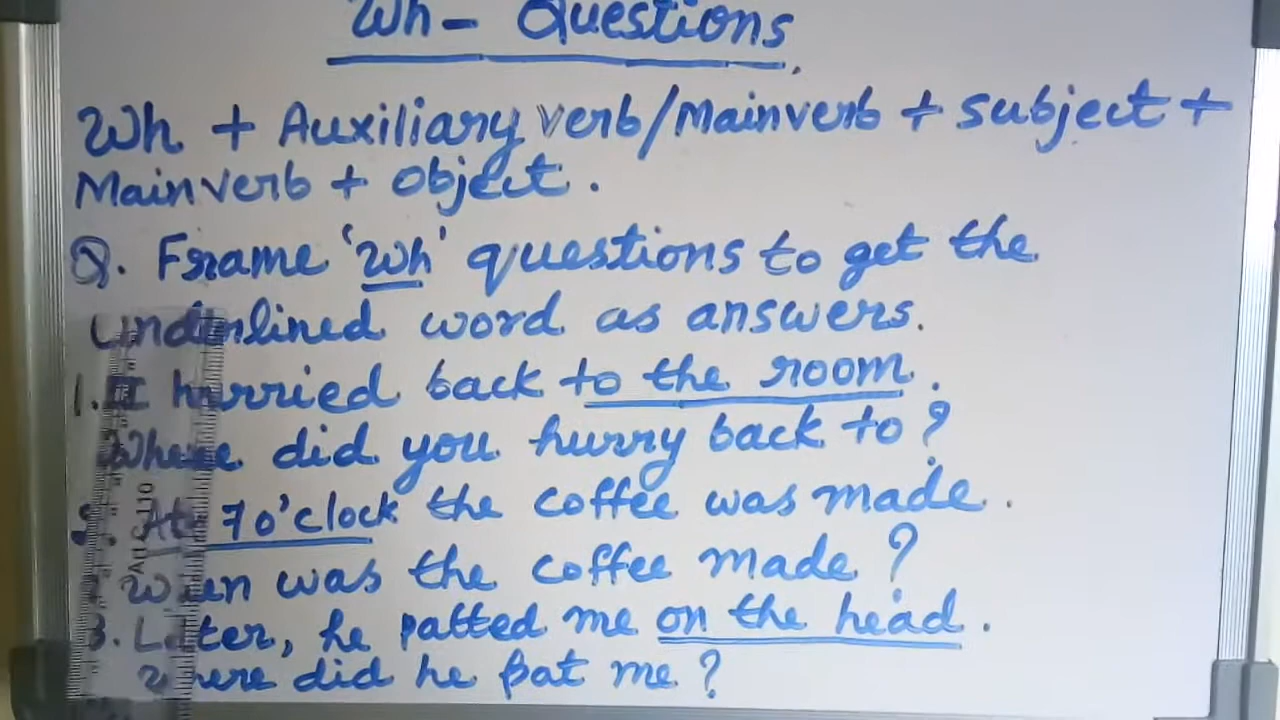 Wh- Questions.
Wh + Auxiliary verb/Mainverb + subject +
Mainverb + object.
Q. Frame 'Wh' questions to get the
underlined word as answers.
1. I hurried back to the room.
Where did you hurry back to?
At 7 o'clock the coffee was made.
When was the coffee made?
3. Later, he patted me on the head.
Where did he pat me?